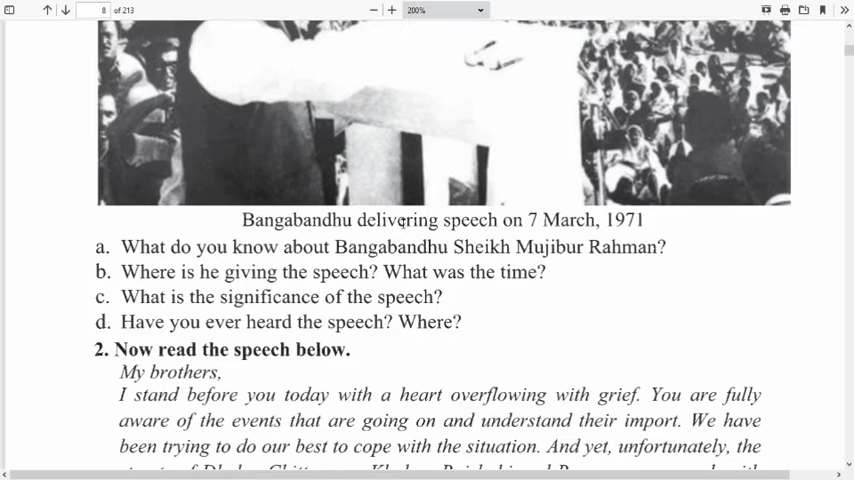 8 of 213
200%
Bangabandhu delivering speech on 7 March, 1971
a. What do you know about Bangabandhu Sheikh Mujibur Rahman?
b. Where is he giving the speech? What was the time?
c. What is the significance of the speech?
d. Have you ever heard the speech? Where?
2. Now read the speech below.
My brothers,
I stand before you today with a heart overflowing with grief. You are fully
aware of the events that are going on and understand their import. We have
been trying to do our best to cope with the situation. And yet, unfortunately, the